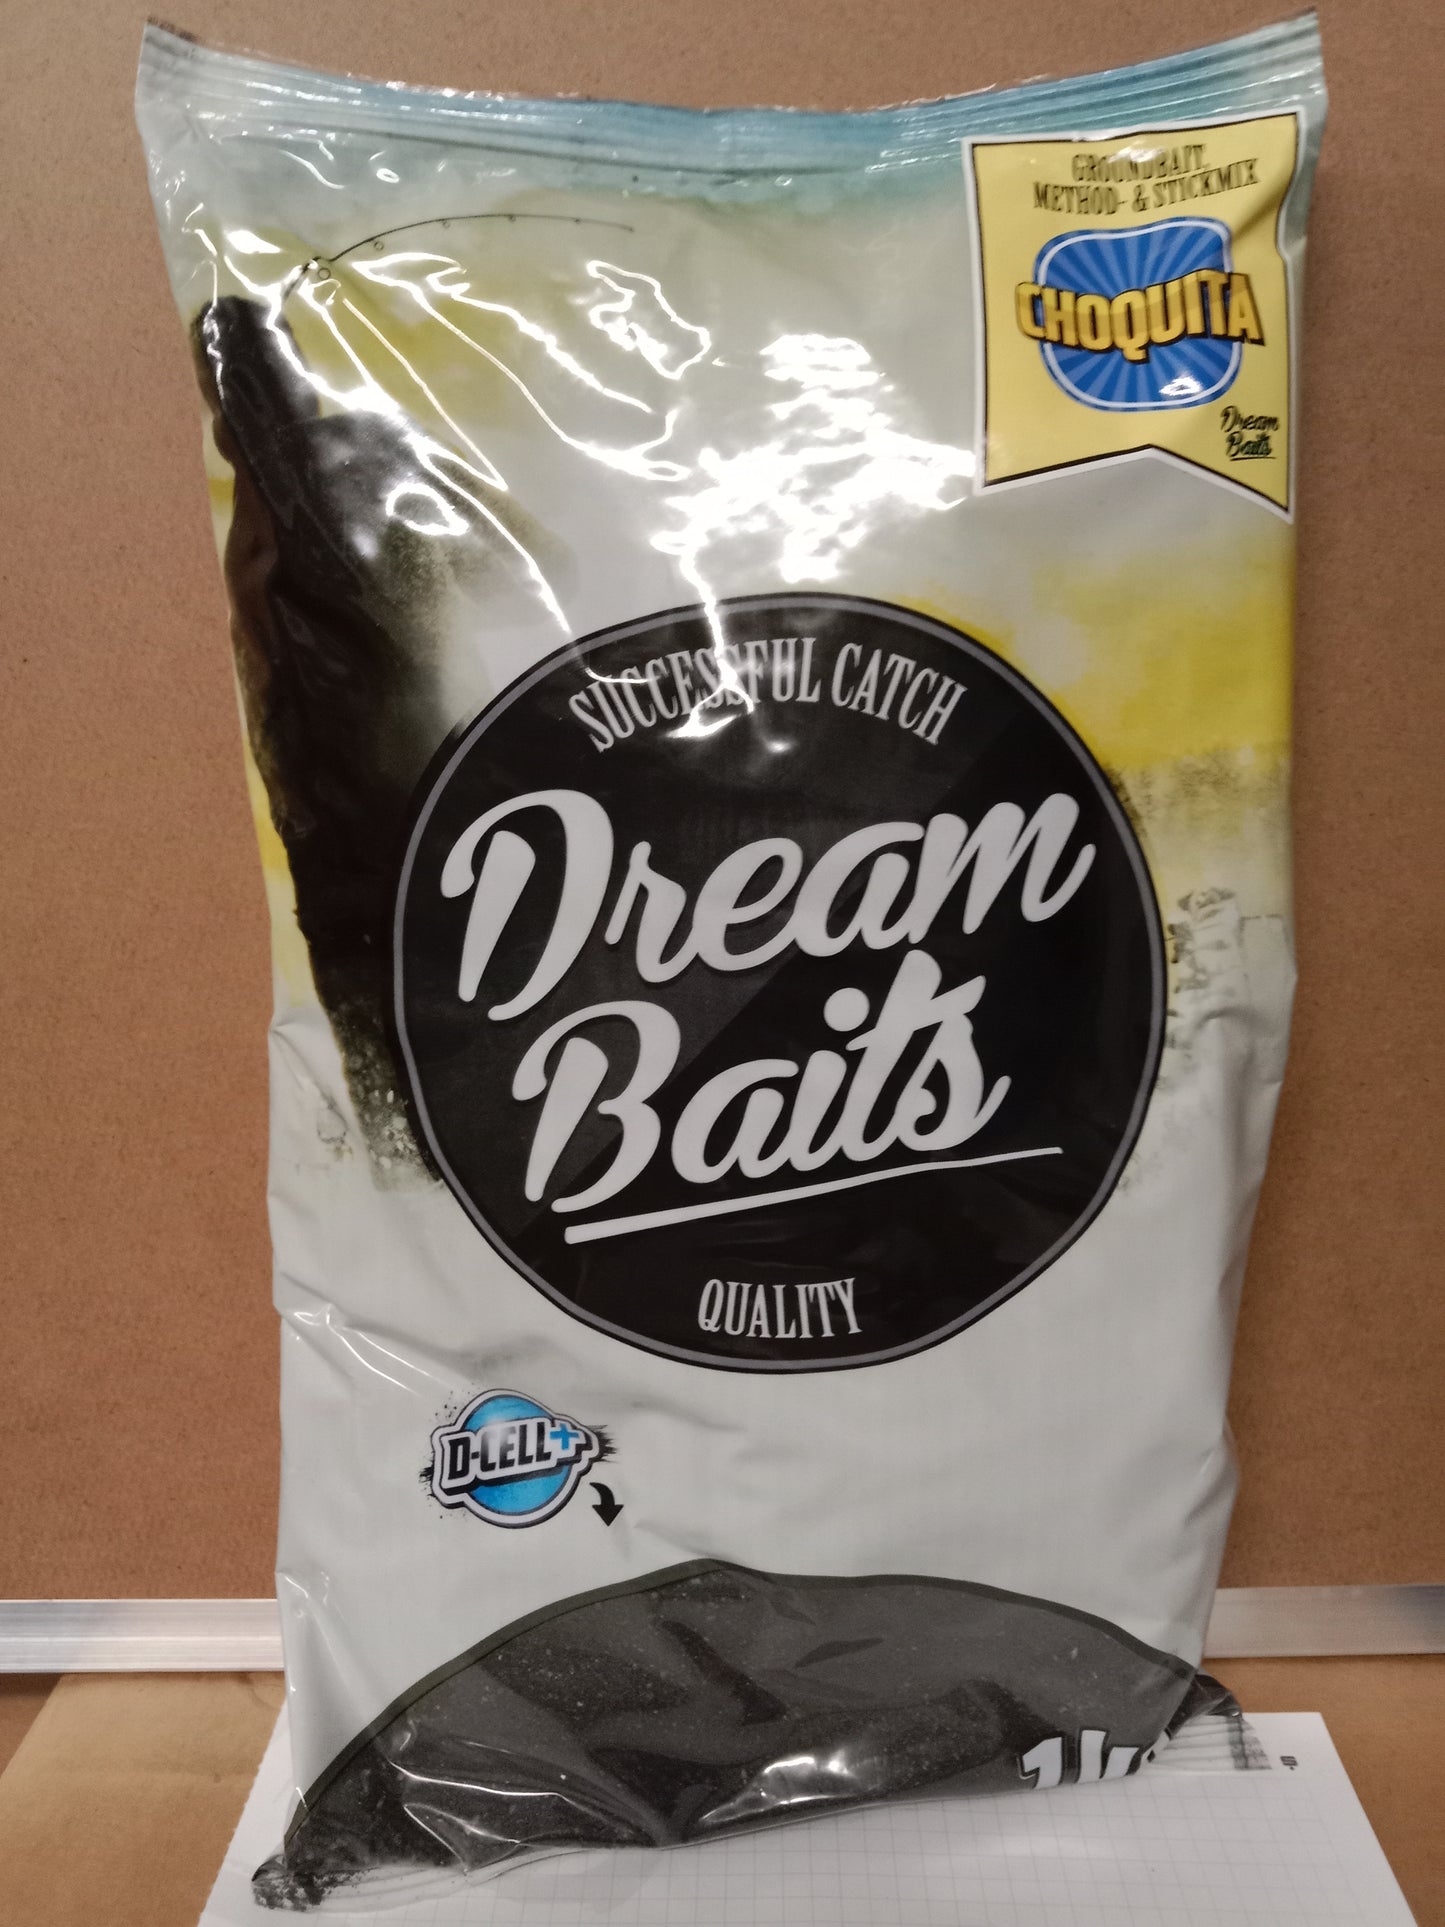 GROUNDBAIT,
METHOD- & STICKMIX
CHOQUITA
Dream
Baits
SUCCESSFUL CATCH
Dream
Baits
QUALITY
D-CELL+